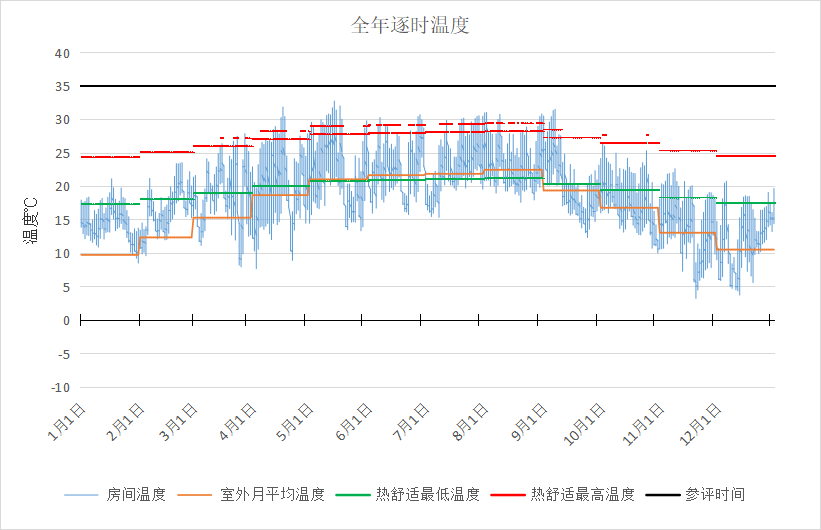 全年逐时温度
温度℃
40
35
30
25
20
15
10
5
0
-5
-10
1月1日
2月1日
3月1日
4月1日
5月1日
6月1日
7月1日
8月1日
9月1日
10月1日
11月1日
12月1日
房间温度
室外月平均温度
热舒适最低温度
热舒适最高温度
参评时间